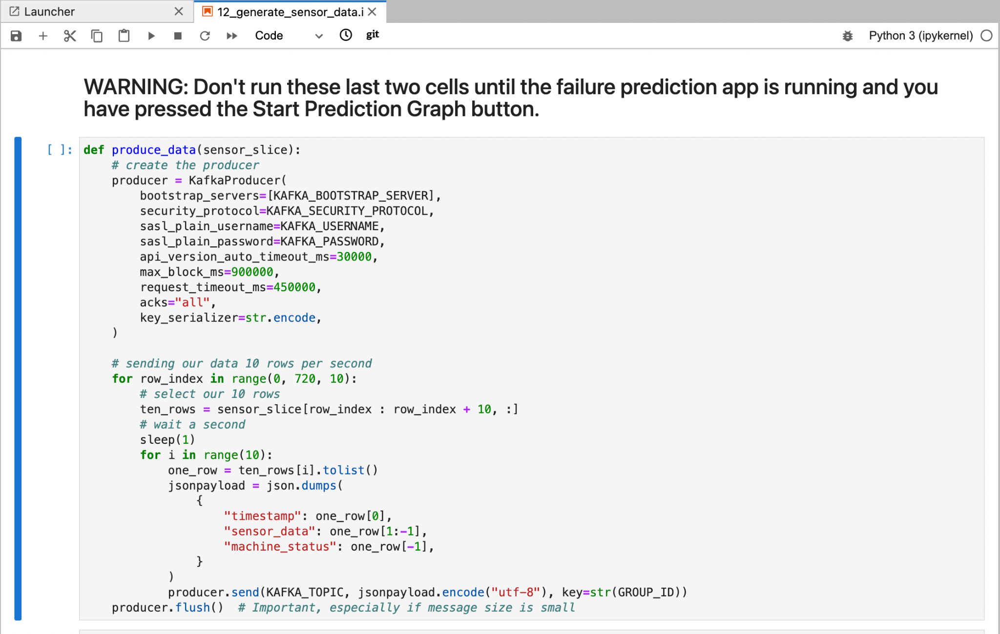 Launcher
12_generate_sensor_data.i
Code
git
Python 3 (ipykernel)
WARNING: Don't run these last two cells until the failure prediction app is running and you
have pressed the Start Prediction Graph button.
[ ]:
def produce_data(sensor_slice):
    # create the producer
    producer = KafkaProducer(
        bootstrap_servers=[KAFKA_BOOTSTRAP_SERVER],
        security_protocol=KAFKA_SECURITY_PROTOCOL,
        sasl_plain_username=KAFKA_USERNAME,
        sasl_plain_password=KAFKA_PASSWORD,
        api_version_auto_timeout_ms=30000,
        max_block_ms=900000,
        request_timeout_ms=450000,
        acks="all",
        key_serializer=str.encode,
    )
    # sending our data 10 rows per second
    for row_index in range(0, 720, 10):
        # select our 10 rows
        ten_rows = sensor_slice[row_index : row_index + 10, :]
        # wait a second
        sleep(1)
        for i in range(10):
            one_row = ten_rows[i].tolist()
            jsonpayload = json.dumps(
                {
                    "timestamp": one_row[0],
                    "sensor_data": one_row[1:-1],
                    "machine_status": one_row[-1],
                }
            )
            producer.send(KAFKA_TOPIC, jsonpayload.encode("utf-8"), key=str(GROUP_ID))
    producer.flush()  # Important, especially if message size is small